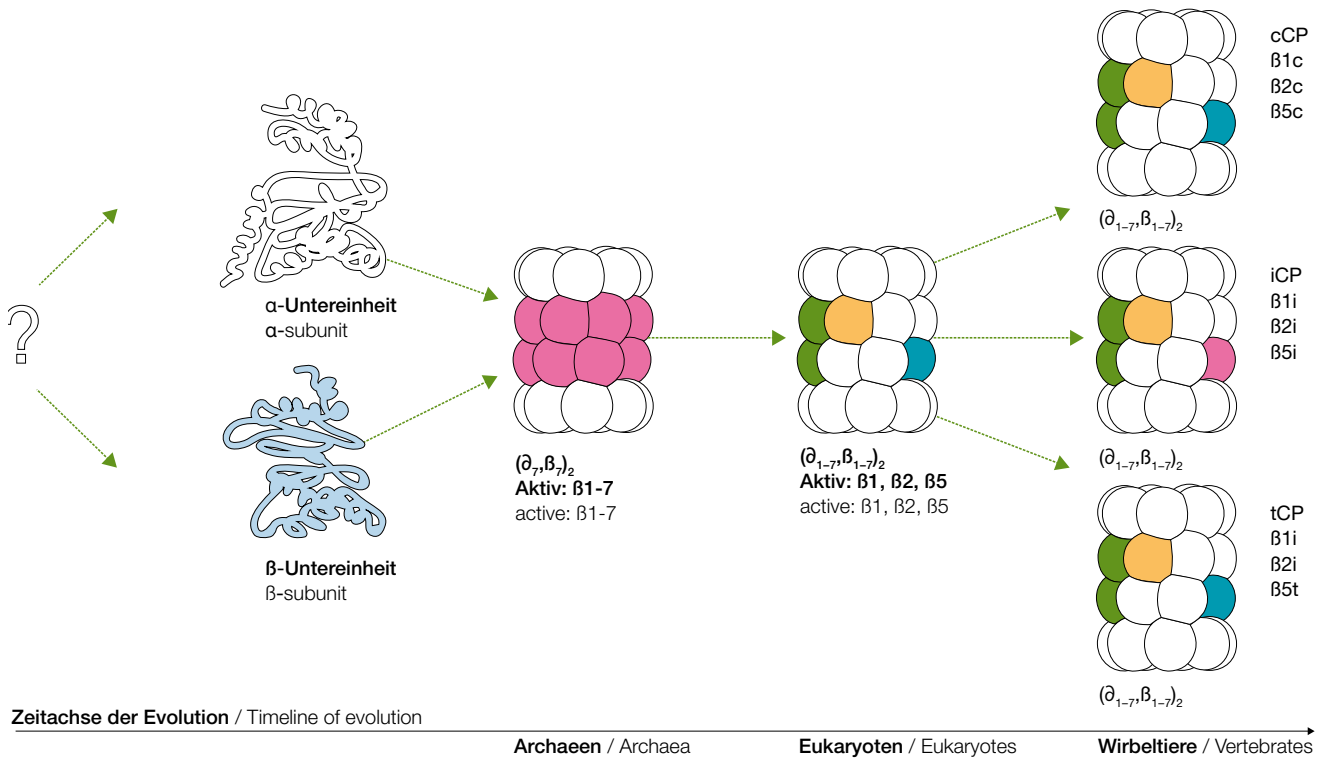 ?
α-Untereinheit
α-subunit
ß-Untereinheit
ß-subunit
(∂₇,ß₇)₂
Aktiv: ß1-7
active: ß1-7
(∂₁₋₇,ß₁₋₇)₂
Aktiv: ß1, ß2, ß5
active: ß1, ß2, ß5
cCP
ß1c
ß2c
ß5c
(∂₁₋₇,ß₁₋₇)₂
iCP
ß1i
ß2i
ß5i
(∂₁₋₇,ß₁₋₇)₂
tCP
ß1i
ß2i
ß5t
(∂₁₋₇,ß₁₋₇)₂
Zeitachse der Evolution / Timeline of evolution
Archaeen / Archaea
Eukaryoten / Eukaryotes
Wirbeltiere / Vertebrates